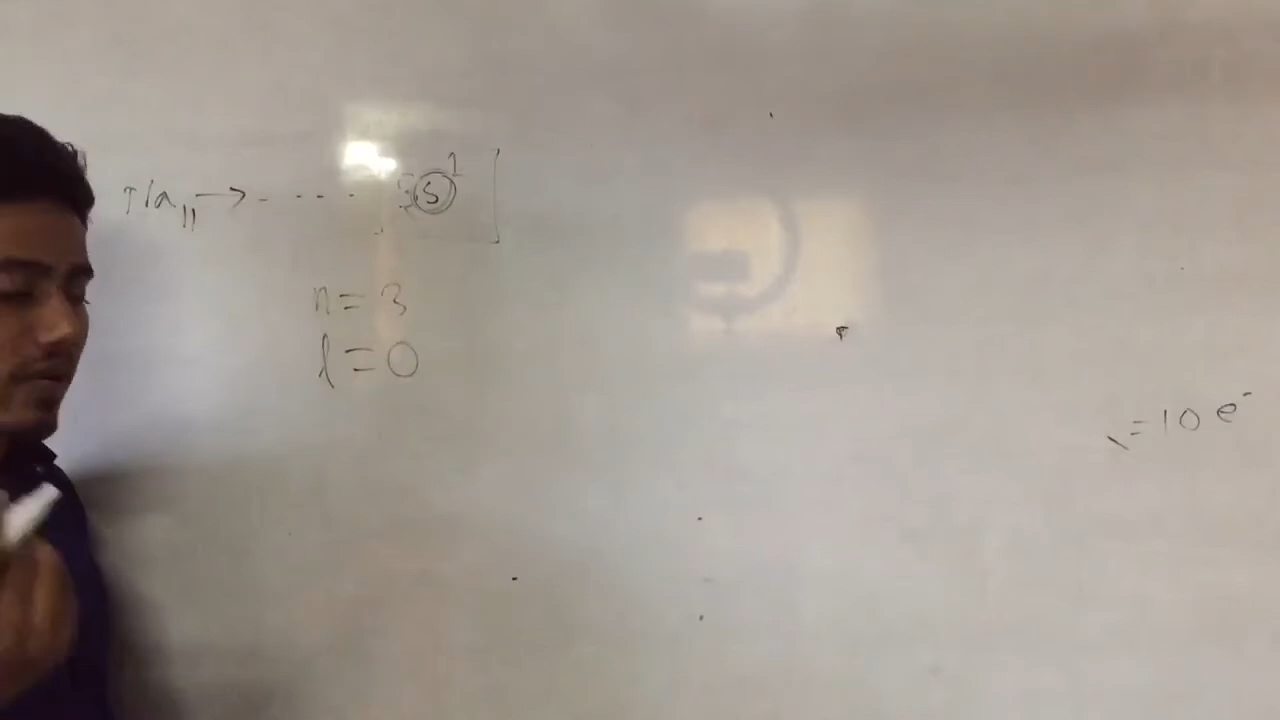 Na₁₁ → - - - - ] 3s¹ ]
n = 3
l = 0
= 10 e⁻